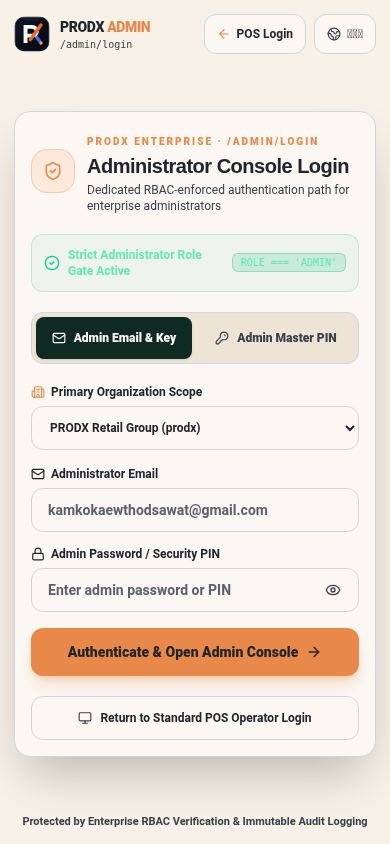 PRODX ADMIN
/admin/login
POS Login
PRODX ENTERPRISE · /ADMIN/LOGIN
Administrator Console Login
Dedicated RBAC-enforced authentication path for
enterprise administrators
Strict Administrator Role
Gate Active
ROLE === 'ADMIN'
Admin Email & Key
Admin Master PIN
Primary Organization Scope
PRODX Retail Group (prodx)
Administrator Email
kamkokaewthodsawat@gmail.com
Admin Password / Security PIN
Enter admin password or PIN
Authenticate & Open Admin Console
Return to Standard POS Operator Login
Protected by Enterprise RBAC Verification & Immutable Audit Logging